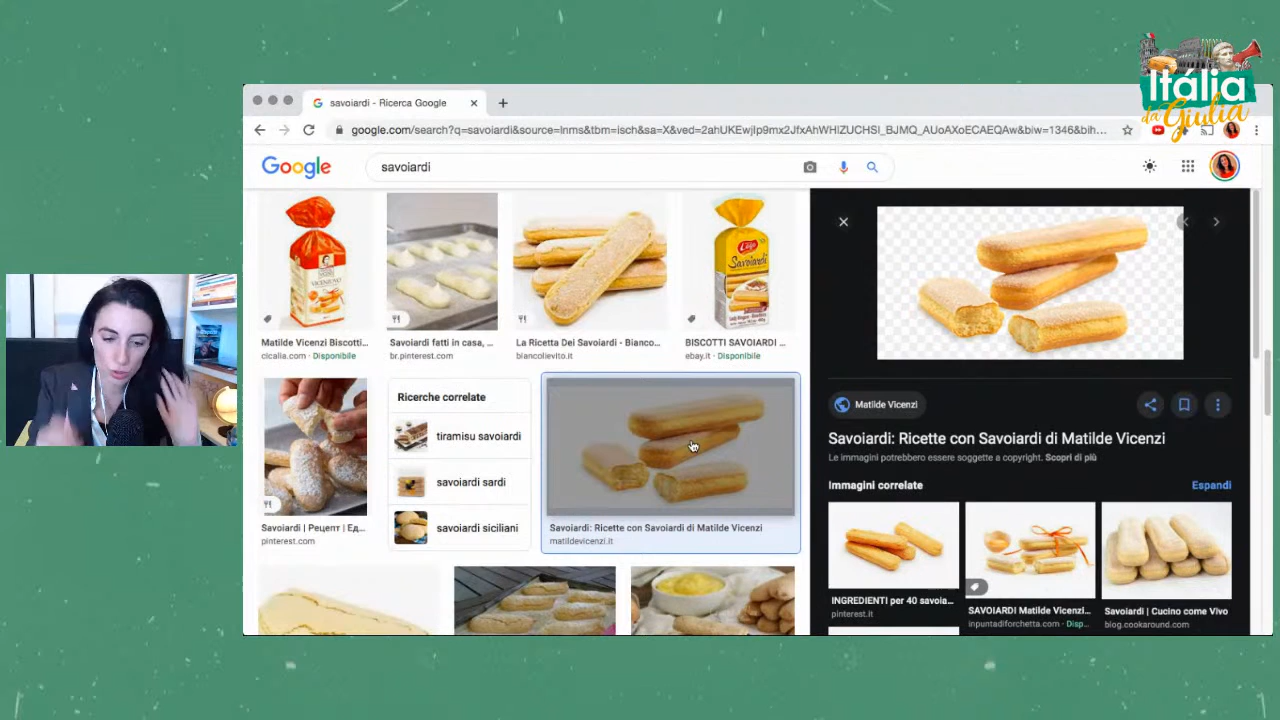 Itália
da Giulia
savoiardi - Ricerca Google
google.com/search?q=savoiardi&source=lnms&tbm=isch&sa=X&ved=2ahUKEwjlp9mx2JfxAhWHlZUCHSI_BJMQ_AUoAXoECAEQAw&biw=1346&bih...
Google
savoiardi
VICENZOVO
Savoiardi
Matilde Vicenzi Biscotti...
cicalia.com · Disponibile
Savoiardi fatti in casa, ...
br.pinterest.com
La Ricetta Dei Savoiardi - Bianco...
biancolievito.it
BISCOTTI SAVOIARDI ...
ebay.it · Disponibile
Ricerche correlate
tiramisu savoiardi
savoiardi sardi
savoiardi siciliani
Savoiardi | Рецепт | Ед...
pinterest.com
Savoiardi: Ricette con Savoiardi di Matilde Vicenzi
matildevicenzi.it
Matilde Vicenzi
Savoiardi: Ricette con Savoiardi di Matilde Vicenzi
Le immagini potrebbero essere soggette a copyright. Scopri di più
Immagini correlate
Espandi
INGREDIENTI per 40 savoia...
pinterest.it
SAVOIARDI Matilde Vicenzi...
inpuntadiforchetta.com · Disp...
Savoiardi | Cucino come Vivo
blog.cookaround.com